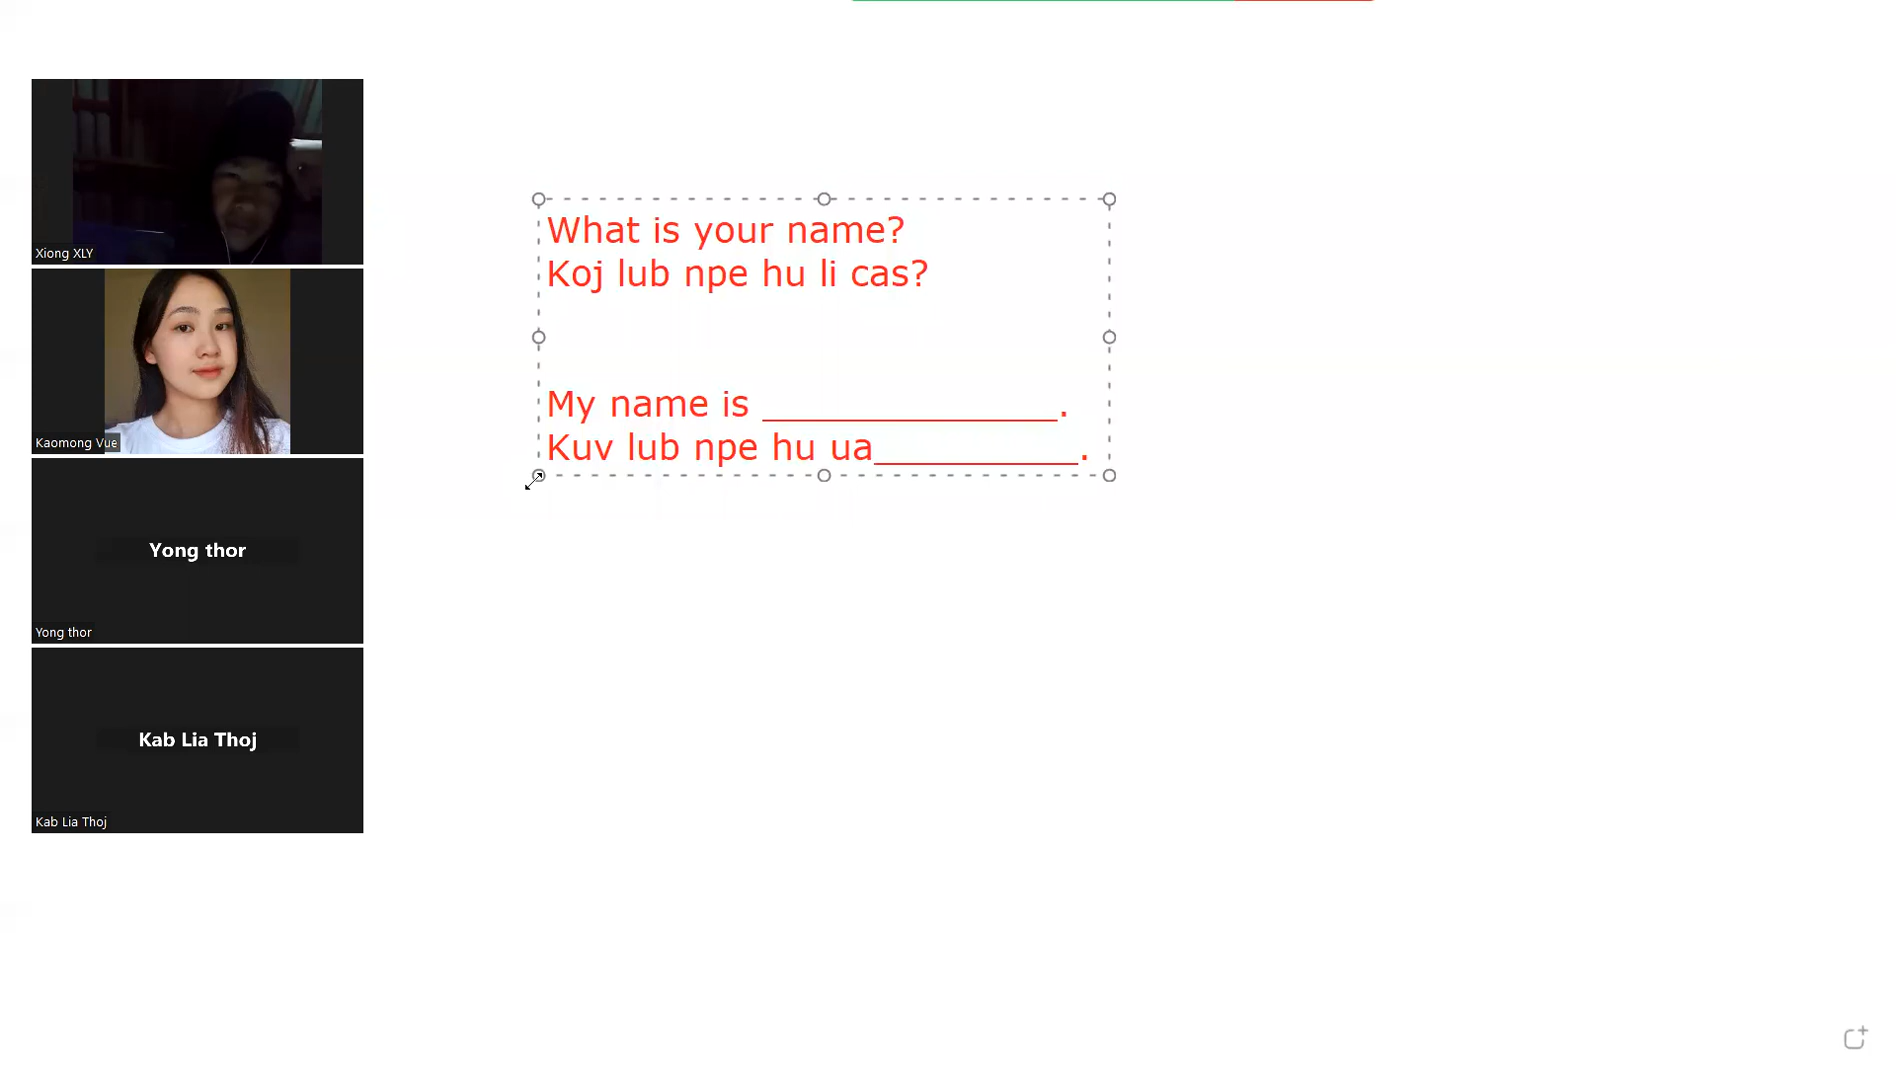 Xiong XLY
Kaomong Vue
Yong thor
Yong thor
Kab Lia Thoj
Kab Lia Thoj
What is your name?
Koj lub npe hu li cas?
My name is ________________.
Kuv lub npe hu ua___________.